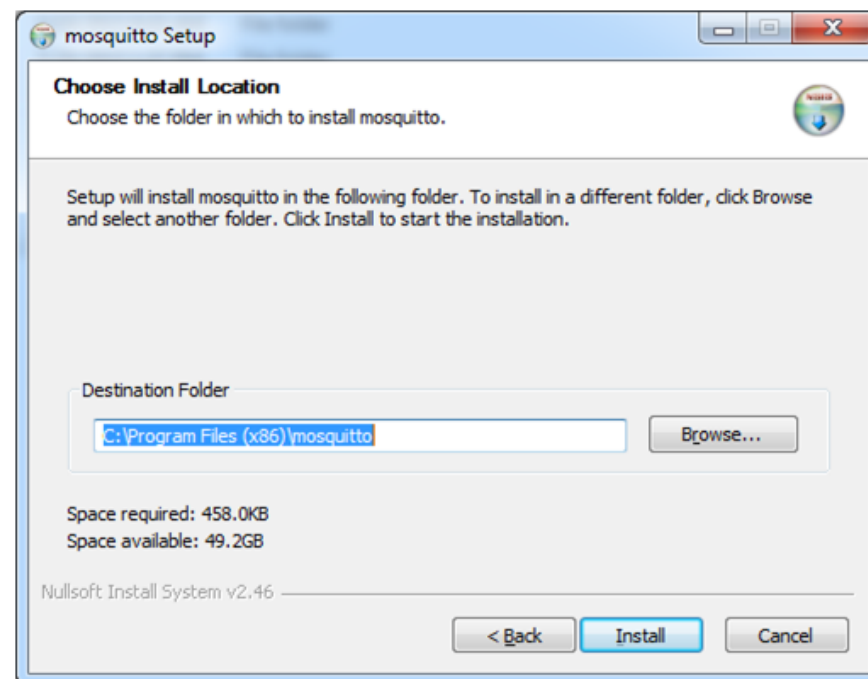 mosquitto Setup
Choose Install Location
Choose the folder in which to install mosquitto.
Setup will install mosquitto in the following folder. To install in a different folder, click Browse
and select another folder. Click Install to start the installation.
Destination Folder
C:\Program Files (x86)\mosquitto
Browse...
Space required: 458.0KB
Space available: 49.2GB
Nullsoft Install System v2.46
< Back
Install
Cancel